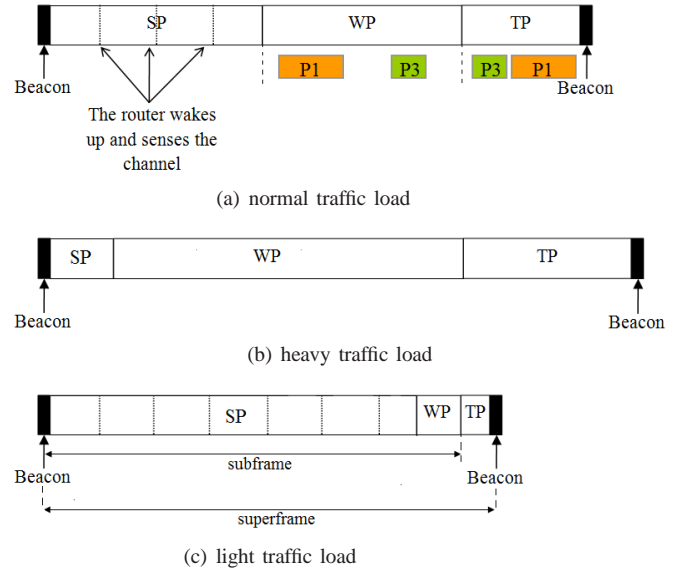 SP WP TP
P1 P3 P3 P1
Beacon Beacon
The router wakes
up and senses the
channel
(a) normal traffic load
SP WP TP
Beacon Beacon
(b) heavy traffic load
SP WP TP
Beacon subframe Beacon
superframe
(c) light traffic load